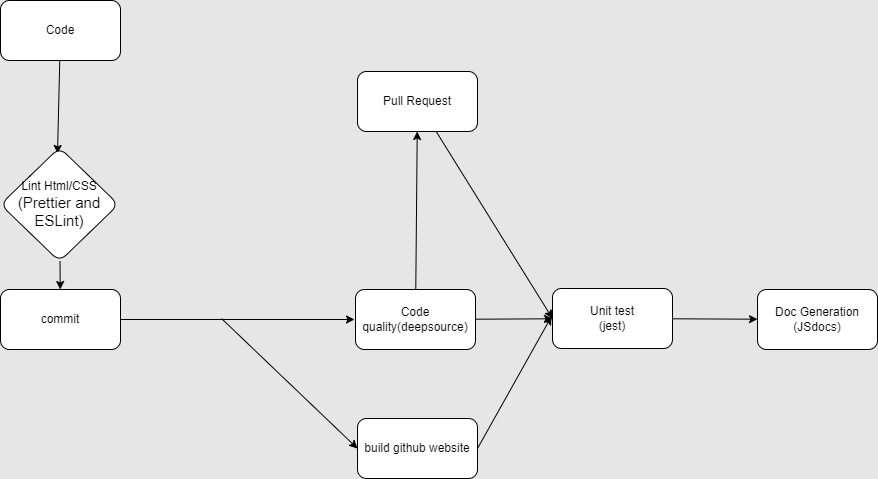 Code
Pull Request
Lint Html/CSS
(Prettier and
ESLint)
commit
Code
quality(deepsource)
Unit test
(jest)
Doc Generation
(JSdocs)
build github website